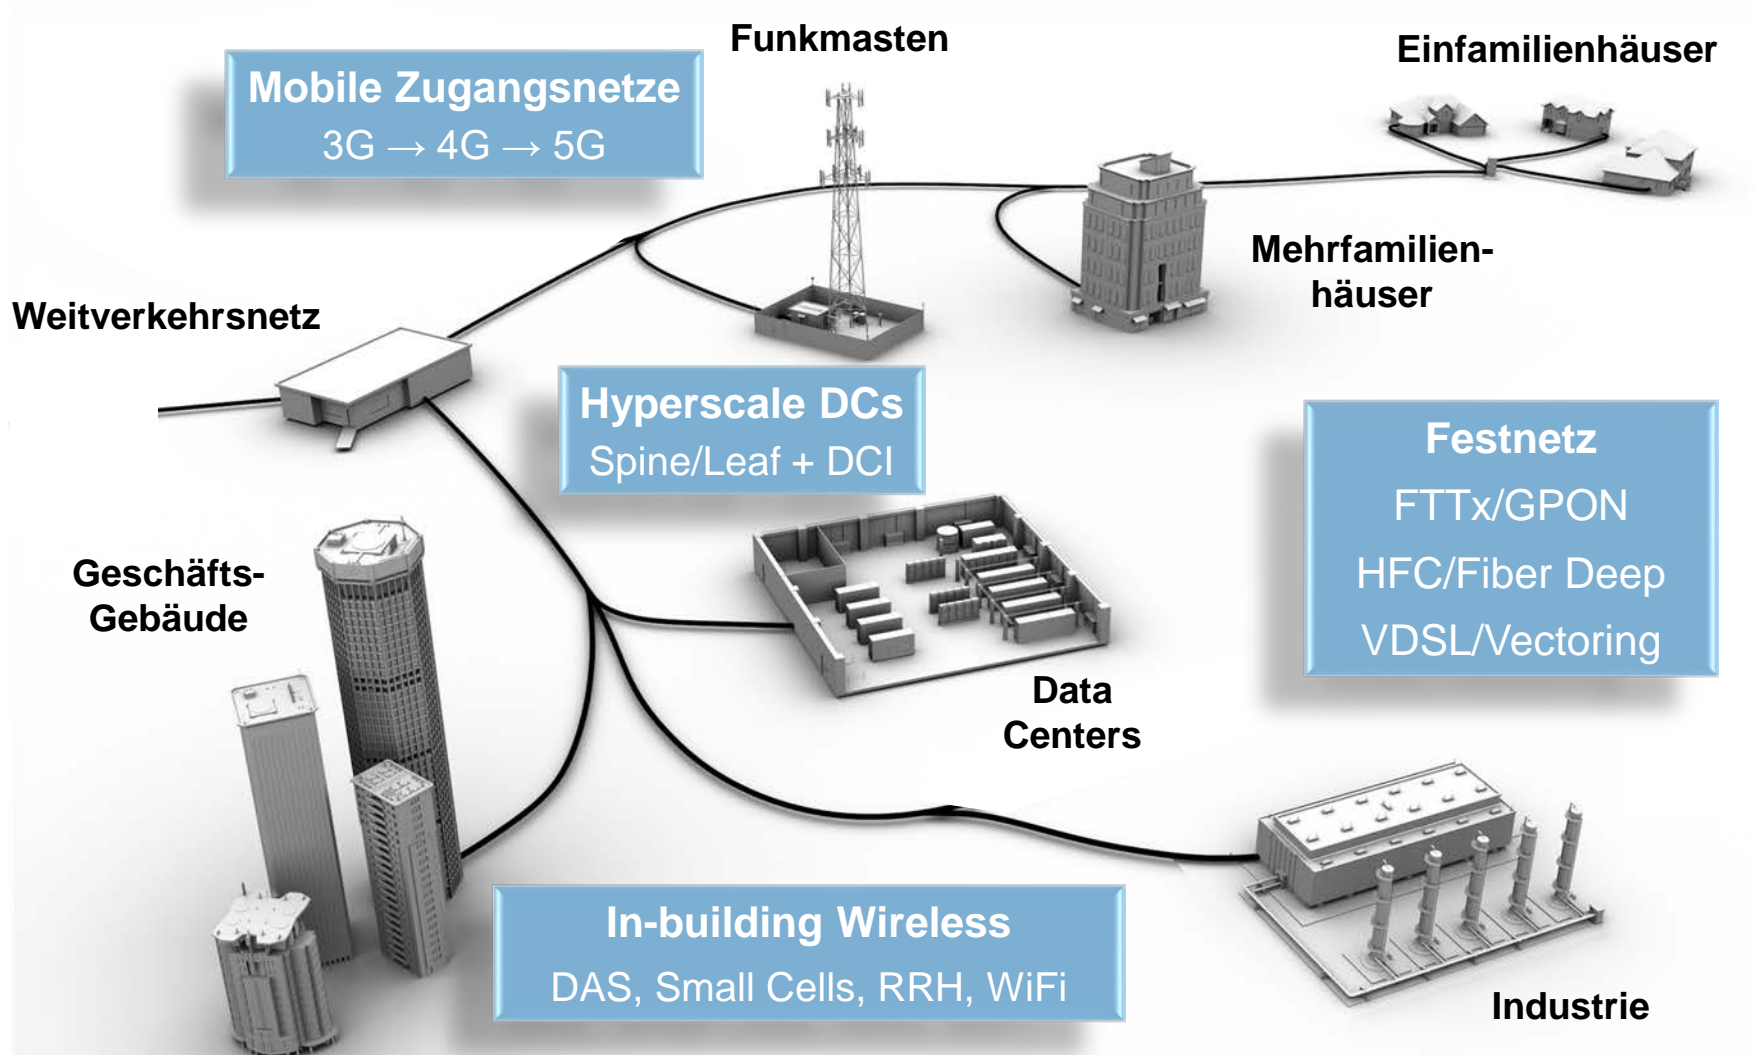 Funkmasten
Einfamilienhäuser
Mobile Zugangsnetze
3G → 4G → 5G
Mehrfamilien-
häuser
Weitverkehrsnetz
Hyperscale DCs
Spine/Leaf + DCI
Festnetz
FTTx/GPON
HFC/Fiber Deep
VDSL/Vectoring
Geschäfts-
Gebäude
Data
Centers
In-building Wireless
DAS, Small Cells, RRH, WiFi
Industrie